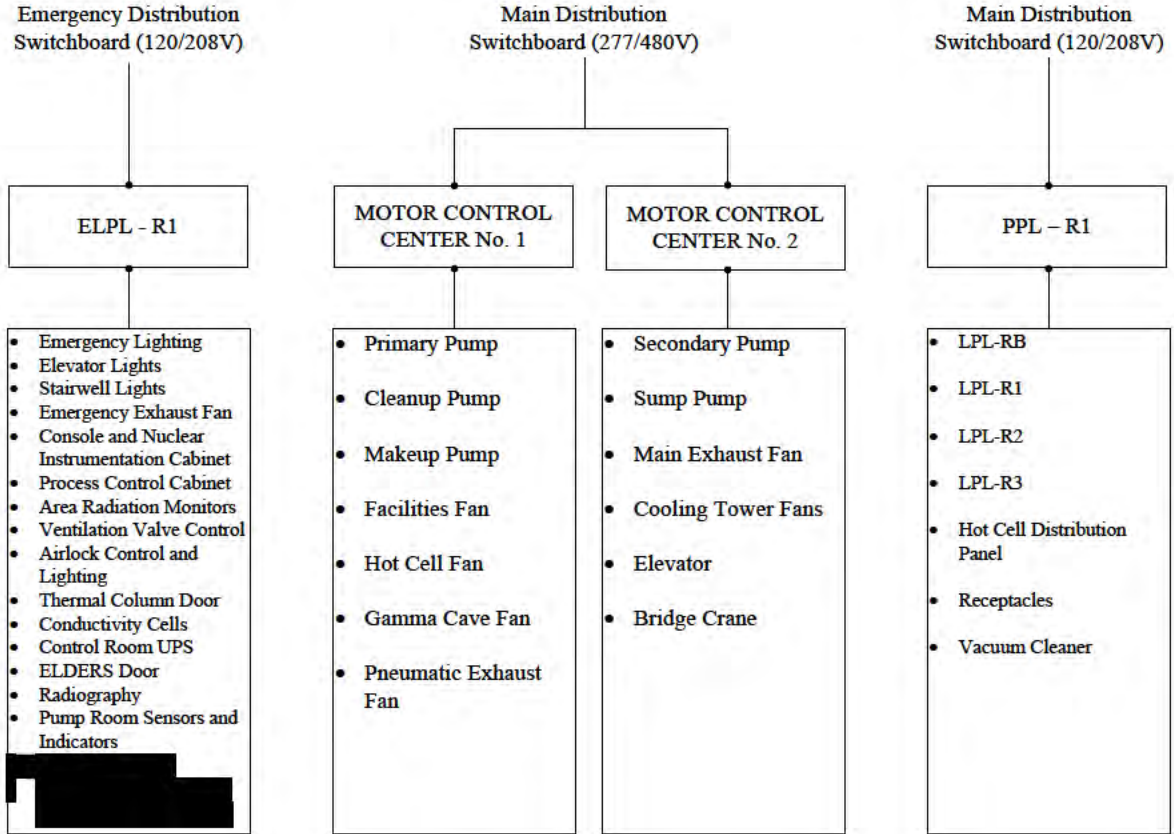 Emergency Distribution
Switchboard (120/208V)
Main Distribution
Switchboard (277/480V)
Main Distribution
Switchboard (120/208V)
ELPL - R1
MOTOR CONTROL
CENTER No. 1
MOTOR CONTROL
CENTER No. 2
PPL – R1
• Emergency Lighting
• Elevator Lights
• Stairwell Lights
• Emergency Exhaust Fan
• Console and Nuclear
Instrumentation Cabinet
• Process Control Cabinet
• Area Radiation Monitors
• Ventilation Valve Control
• Airlock Control and
Lighting
• Thermal Column Door
• Conductivity Cells
• Control Room UPS
• ELDERS Door
• Radiography
• Pump Room Sensors and
Indicators
• Primary Pump
• Cleanup Pump
• Makeup Pump
• Facilities Fan
• Hot Cell Fan
• Gamma Cave Fan
• Pneumatic Exhaust
Fan
• Secondary Pump
• Sump Pump
• Main Exhaust Fan
• Cooling Tower Fans
• Elevator
• Bridge Crane
• LPL-RB
• LPL-R1
• LPL-R2
• LPL-R3
• Hot Cell Distribution
Panel
• Receptacles
• Vacuum Cleaner